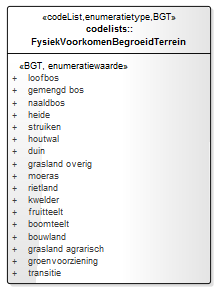 «codeList,enumeratietype,BGT»
codelists::
FysiekVoorkomenBegroeidTerrein
«BGT, enumeratiewaarde»
+ loofbos
+ gemengd bos
+ naaldbos
+ heide
+ struiken
+ houtwal
+ duin
+ grasland overig
+ moeras
+ rietland
+ kwelder
+ fruitteelt
+ boomteelt
+ bouwland
+ grasland agrarisch
+ groenvoorziening
+ transitie